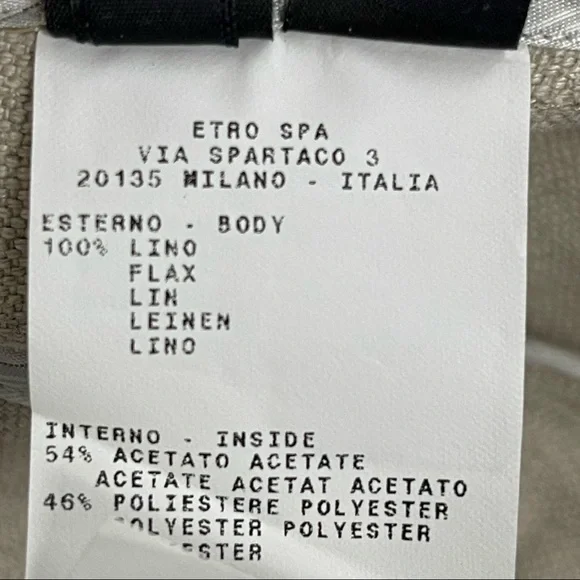 ETRO SPA
VIA SPARTACO 3
20135 MILANO - ITALIA
ESTERNO - BODY
100% LINO
FLAX
LIN
LEINEN
LINO
INTERNO - INSIDE
54% ACETATO ACETATE
ACETATE ACETAT ACETATO
46% POLIESTERE POLYESTER
POLYESTER POLYESTER